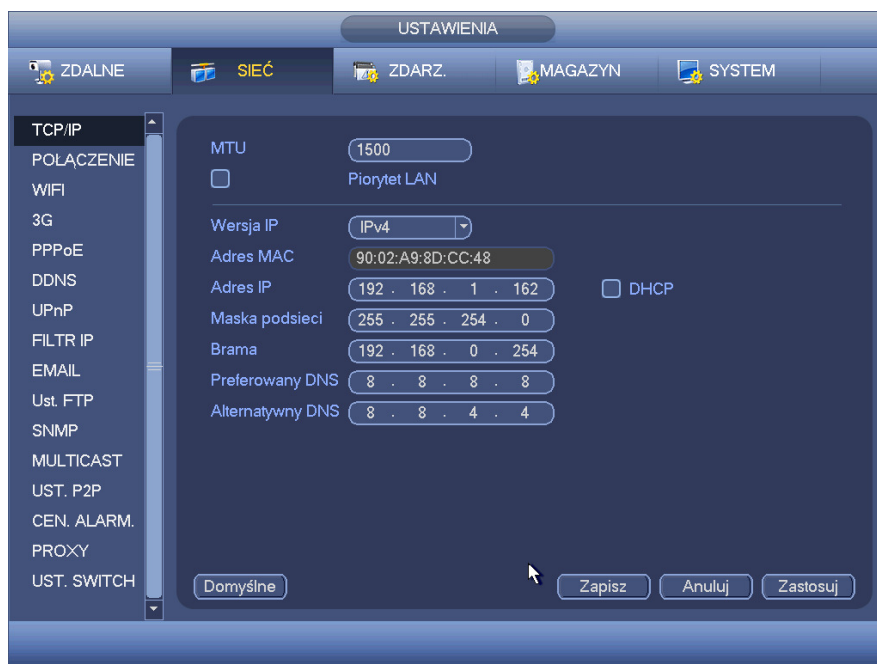 USTAWIENIA
ZDALNE SIEĆ ZDARZ. MAGAZYN SYSTEM
TCP/IP
POŁĄCZENIE
WIFI
3G
PPPoE
DDNS
UPnP
FILTR IP
EMAIL
Ust. FTP
SNMP
MULTICAST
UST. P2P
CEN. ALARM.
PROXY
UST. SWITCH
MTU 1500
Piorytet LAN
Wersja IP IPv4
Adres MAC 90:02:A9:8D:CC:48
Adres IP 192 . 168 . 1 . 162 DHCP
Maska podsieci 255 . 255 . 254 . 0
Brama 192 . 168 . 0 . 254
Preferowany DNS 8 . 8 . 8 . 8
Alternatywny DNS 8 . 8 . 4 . 4
Domyślne Zapisz Anuluj Zastosuj